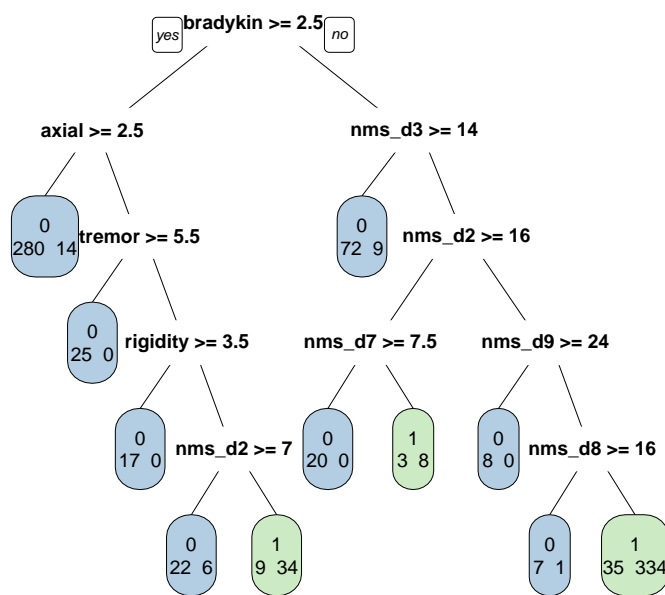 yes bradykin >= 2.5 no
axial >= 2.5 nms_d3 >= 14
0 tremor >= 5.5 0 nms_d2 >= 16
280 14 72 9
0 rigidity >= 3.5 nms_d7 >= 7.5 nms_d9 >= 24
25 0
0 nms_d2 >= 7 0 1 0 nms_d8 >= 16
17 0 20 0 3 8 8 0
0 1 0 1
22 6 9 34 7 1 35 334